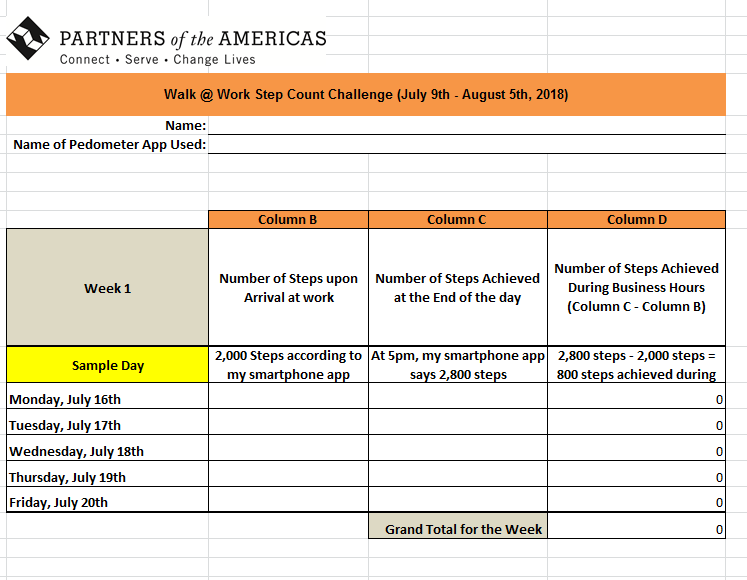 PARTNERS of the AMERICAS
Connect • Serve • Change Lives
Walk @ Work Step Count Challenge (July 9th - August 5th, 2018)
Name:
Name of Pedometer App Used:
Column B
Column C
Column D
Week 1
Number of Steps upon
Arrival at work
Number of Steps Achieved
at the End of the day
Number of Steps Achieved
During Business Hours
(Column C - Column B)
Sample Day
2,000 Steps according to
my smartphone app
At 5pm, my smartphone app
says 2,800 steps
2,800 steps - 2,000 steps =
800 steps achieved during
Monday, July 16th
0
Tuesday, July 17th
0
Wednesday, July 18th
0
Thursday, July 19th
0
Friday, July 20th
0
Grand Total for the Week
0